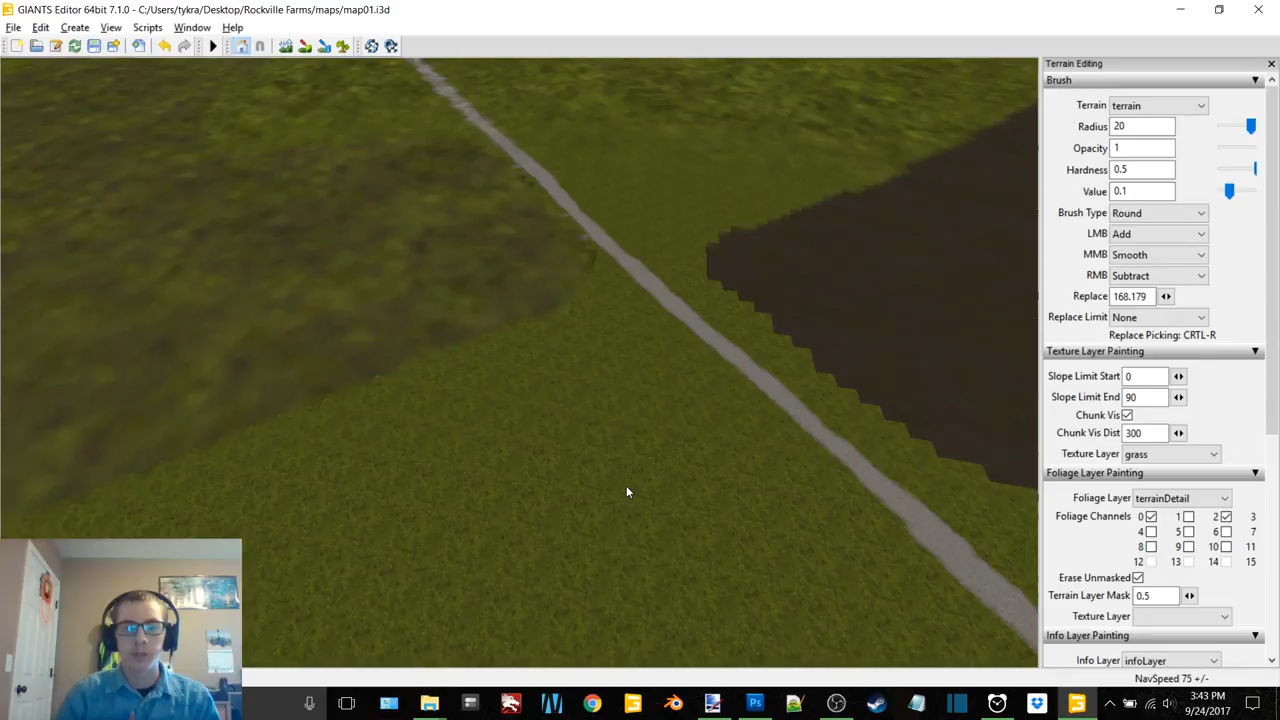 GIANTS Editor 64bit 7.1.0 - C:/Users/tykra/Desktop/Rockville Farms/maps/map01.i3d
File Edit Create View Scripts Window Help
Terrain Editing
Brush
Terrain terrain
Radius 20
Opacity 1
Hardness 0.5
Value 0.1
Brush Type Round
LMB Add
MMB Smooth
RMB Subtract
Replace 168.179
Replace Limit None
Replace Picking: CRTL-R
Texture Layer Painting
Slope Limit Start 0
Slope Limit End 90
Chunk Vis
Chunk Vis Dist 300
Texture Layer grass
Foliage Layer Painting
Foliage Layer terrainDetail
Foliage Channels 0 1 2 3
4 5 6 7
8 9 10 11
12 13 14 15
Erase Unmasked
Terrain Layer Mask 0.5
Texture Layer
Info Layer Painting
Info Layer infoLayer
NavSpeed 75 +/-
3:43 PM
9/24/2017